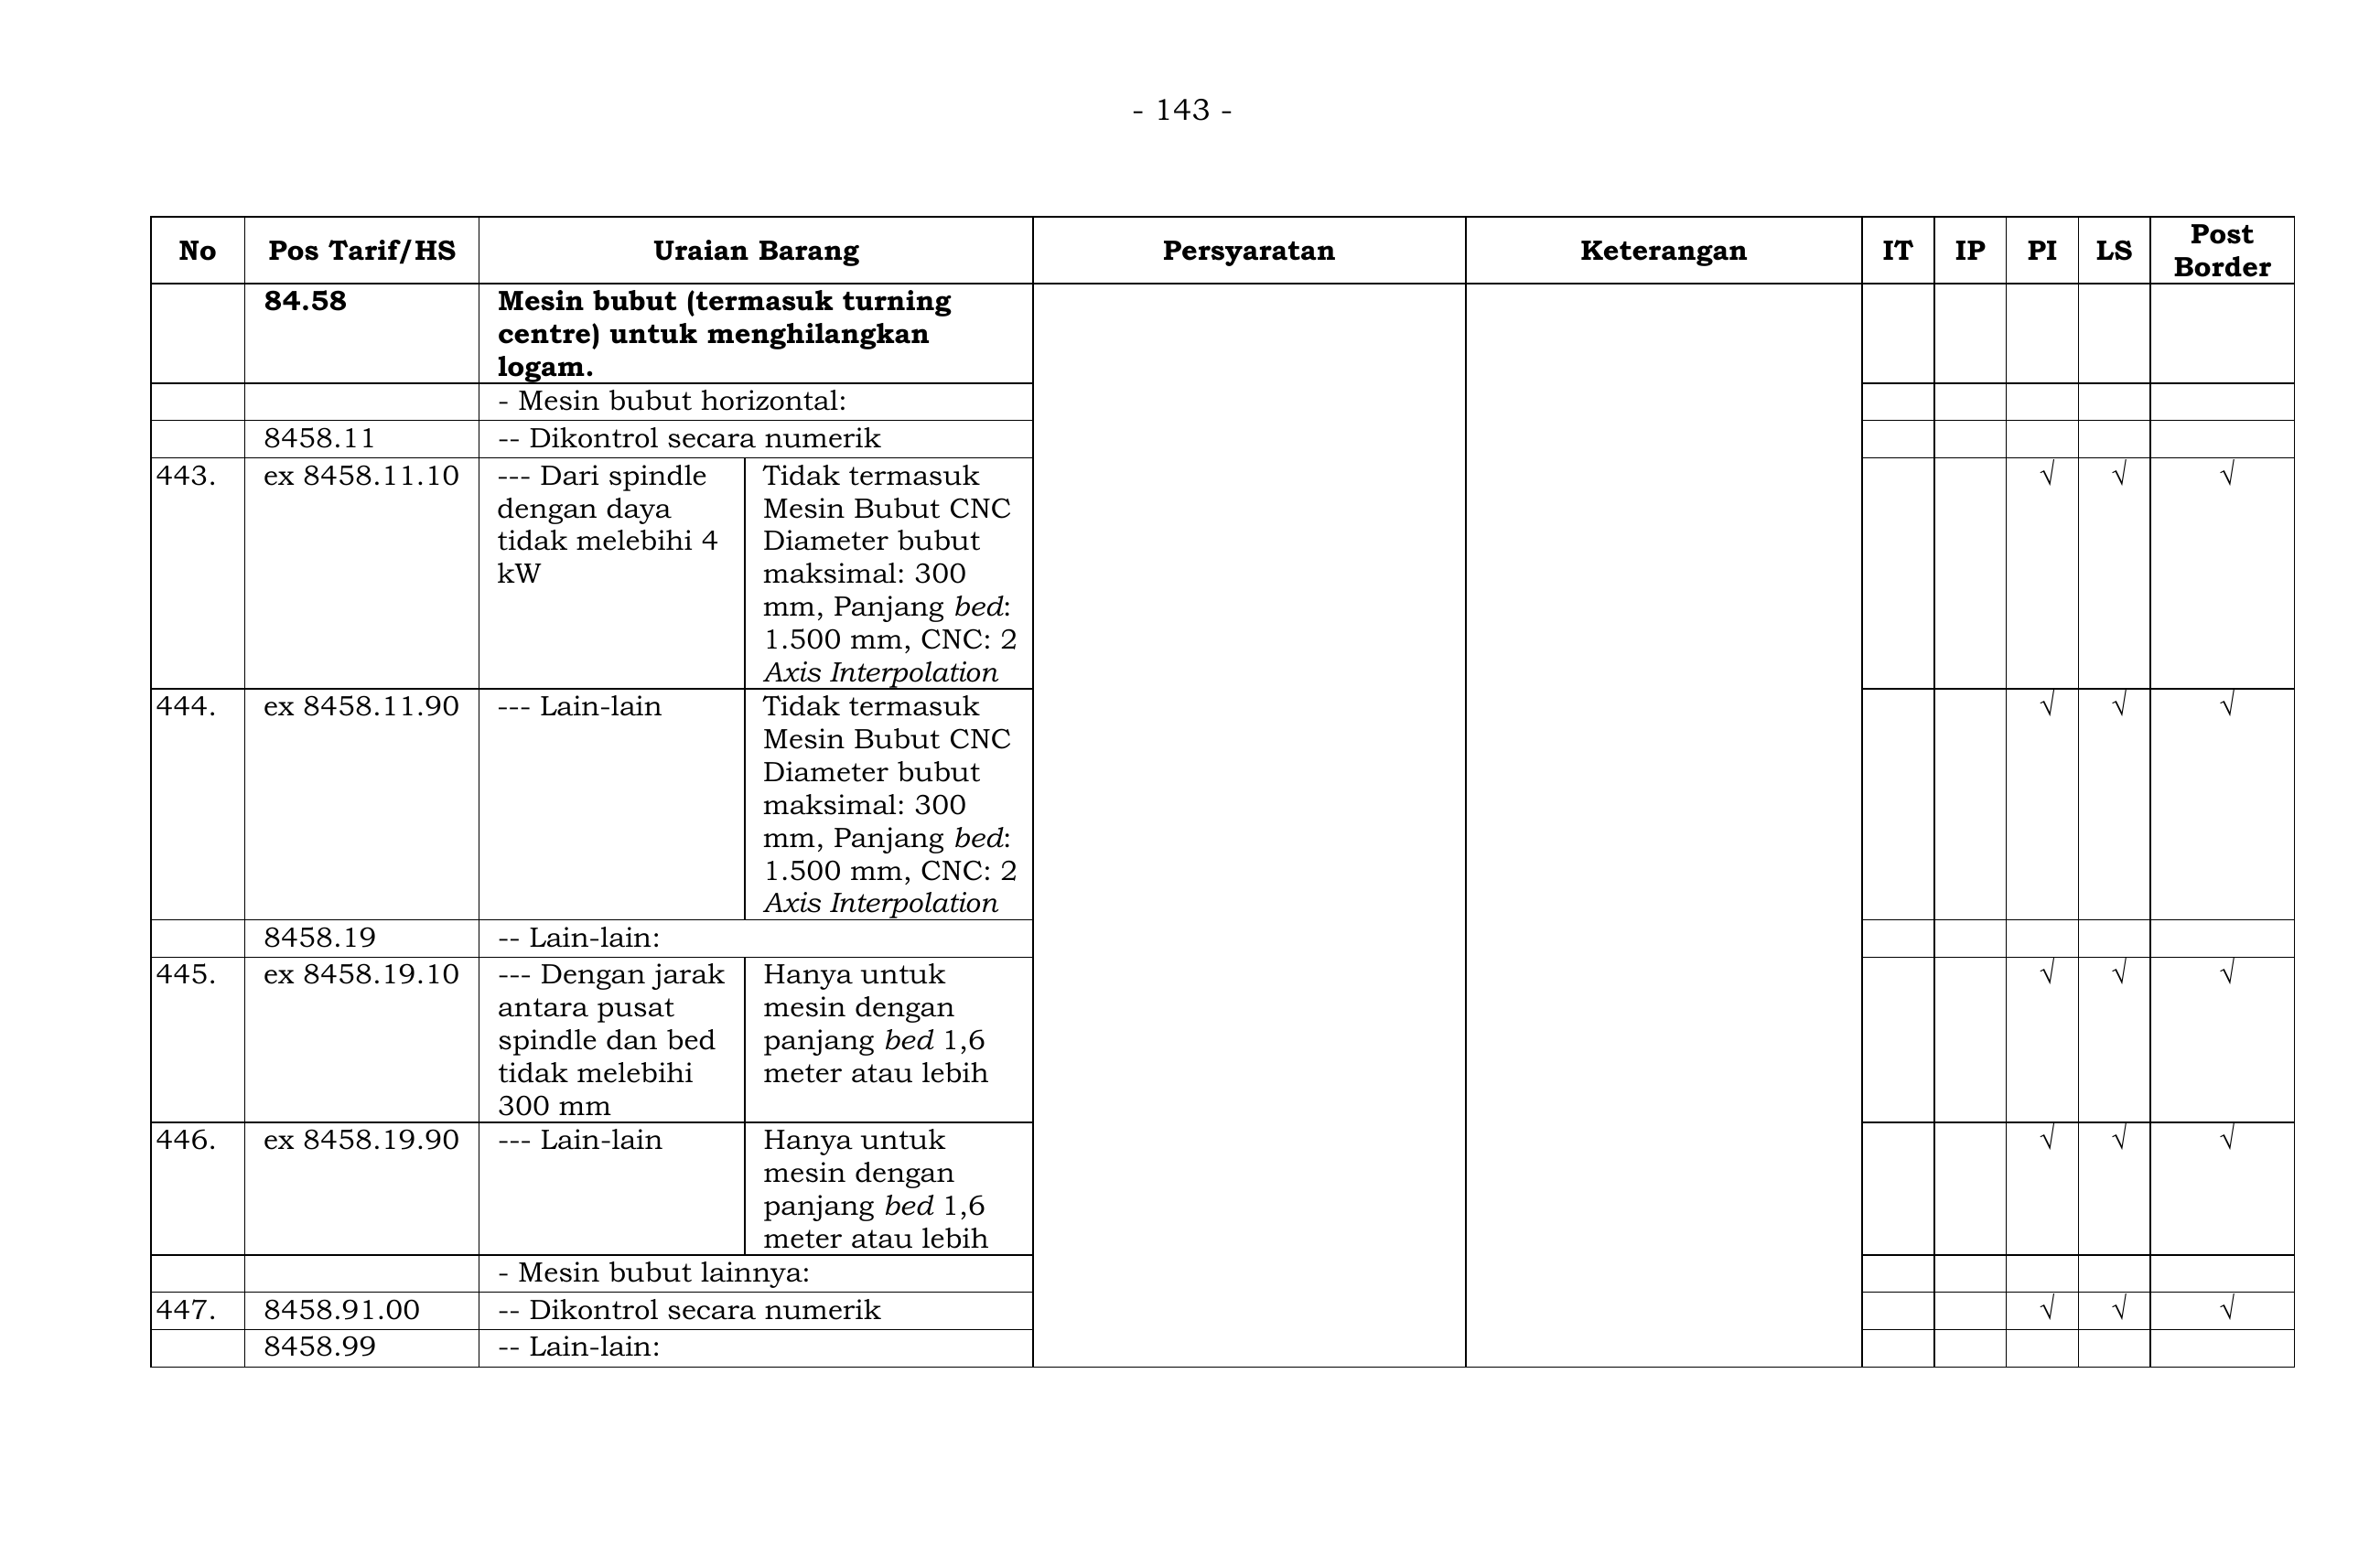 - 143 -
No Pos Tarif/HS Uraian Barang Persyaratan Keterangan IT IP PI LS Post Border
84.58 Mesin bubut (termasuk turning
centre) untuk menghilangkan
logam.
- Mesin bubut horizontal:
8458.11 -- Dikontrol secara numerik
443. ex 8458.11.10 --- Dari spindle Tidak termasuk √ √ √
dengan daya Mesin Bubut CNC
tidak melebihi 4 Diameter bubut
kW maksimal: 300
mm, Panjang bed:
1.500 mm, CNC: 2
Axis Interpolation
444. ex 8458.11.90 --- Lain-lain Tidak termasuk √ √ √
Mesin Bubut CNC
Diameter bubut
maksimal: 300
mm, Panjang bed:
1.500 mm, CNC: 2
Axis Interpolation
8458.19 -- Lain-lain:
445. ex 8458.19.10 --- Dengan jarak Hanya untuk √ √ √
antara pusat mesin dengan
spindle dan bed panjang bed 1,6
tidak melebihi meter atau lebih
300 mm
446. ex 8458.19.90 --- Lain-lain Hanya untuk √ √ √
mesin dengan
panjang bed 1,6
meter atau lebih
- Mesin bubut lainnya:
447. 8458.91.00 -- Dikontrol secara numerik √ √ √
8458.99 -- Lain-lain: